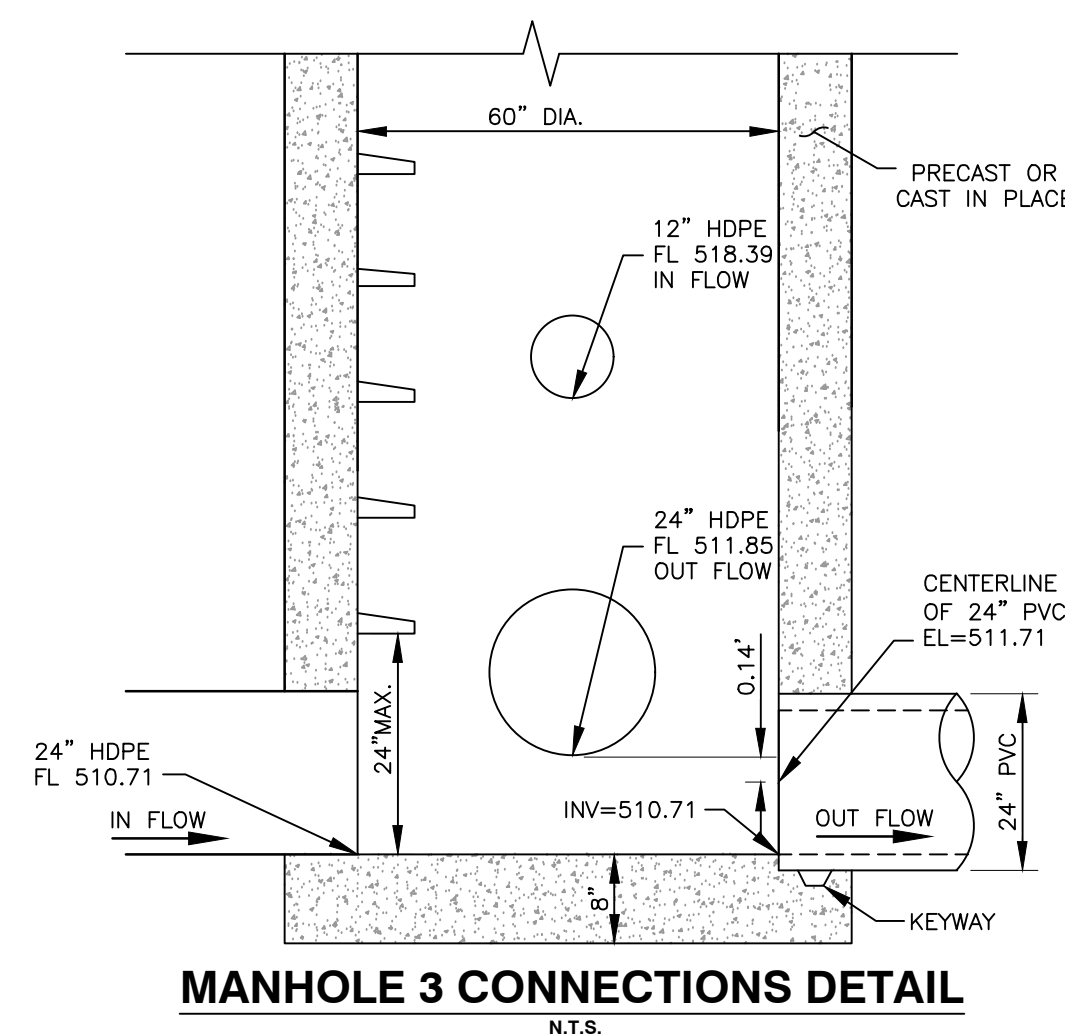 60” DIA.
PRECAST OR
CAST IN PLACE
12” HDPE
FL 518.39
IN FLOW
24” HDPE
FL 511.85
OUT FLOW
CENTERLINE
OF 24” PVC
EL=511.71
0.14’
24”MAX.
24” HDPE
FL 510.71
IN FLOW
INV=510.71
OUT FLOW
24” PVC
8”
KEYWAY
MANHOLE 3 CONNECTIONS DETAIL
N.T.S.